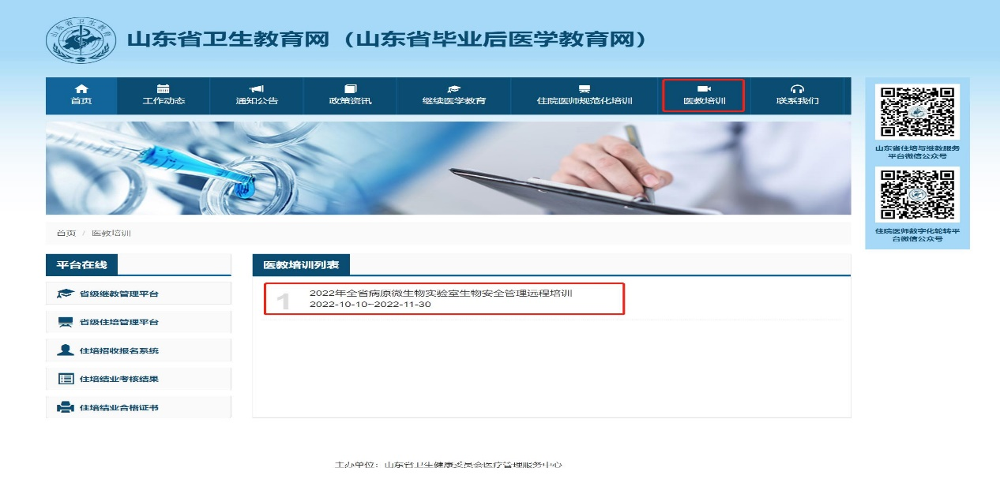 山东省卫生教育网（山东省毕业后医学教育网）
首页
工作动态
通知公告
政策资讯
继续医学教育
住院医师规范化培训
医教培训
联系我们
山东省住培与继教服务
平台微信公众号
住院医师数字化轮转平
台微信公众号
首页 / 医教培训
平台在线
省级继教管理平台
省级住培管理平台
住培招收报名系统
住培结业考核结果
住培结业合格证书
医教培训列表
1
2022年全省病原微生物实验室生物安全管理远程培训
2022-10-10~2022-11-30
主办单位：山东省卫生健康委员会医疗管理服务中心